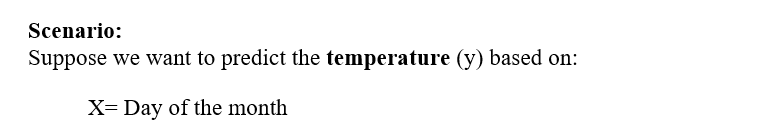 Scenario:
Suppose we want to predict the temperature (y) based on:
X= Day of the month